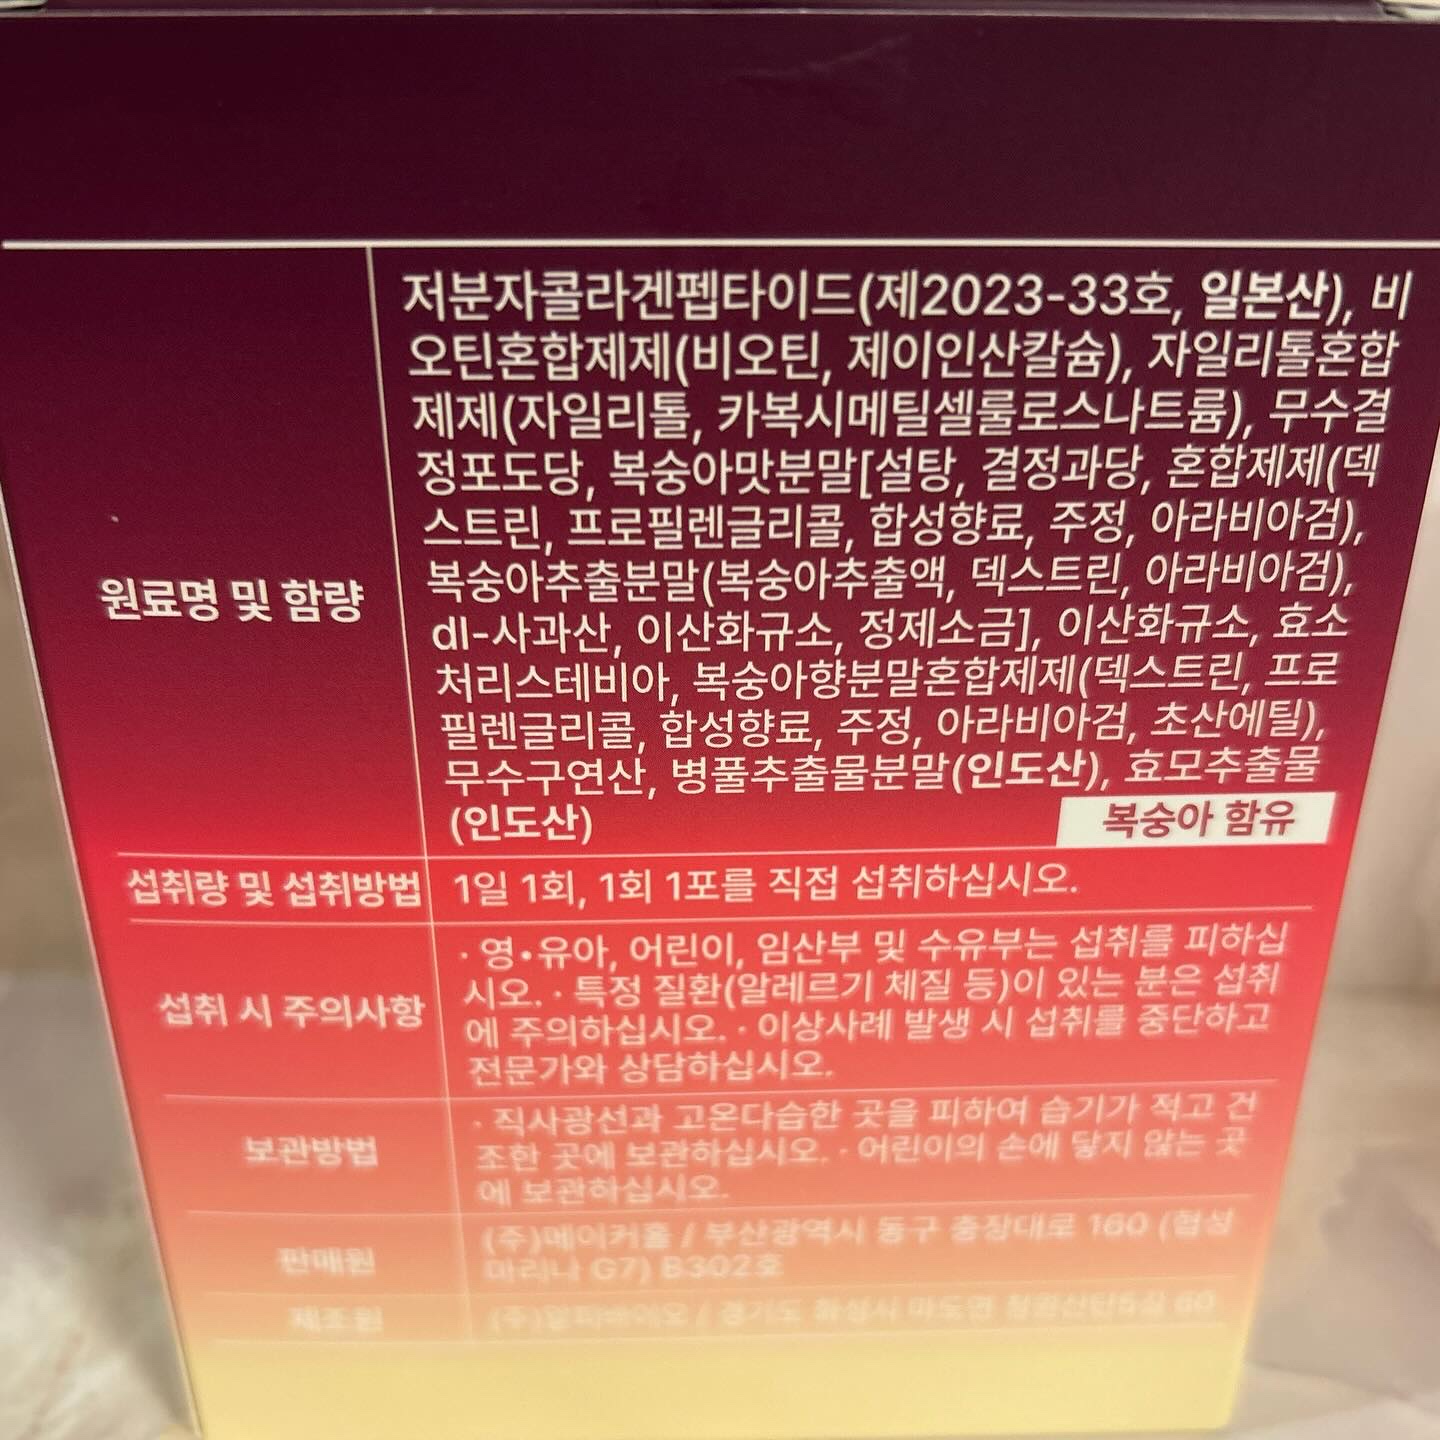 원료명 및 함량
저분자콜라겐펩타이드(제2023-33호, 일본산), 비
오틴혼합제제(비오틴, 제이인산칼슘), 자일리톨혼합
제제(자일리톨, 카복시메틸셀룰로스나트륨), 무수결
정포도당, 복숭아맛분말[설탕, 결정과당, 혼합제제(덱
스트린, 프로필렌글리콜, 합성향료, 주정, 아라비아검),
복숭아추출분말(복숭아추출액, 덱스트린, 아라비아검),
dl-사과산, 이산화규소, 정제소금], 이산화규소, 효소
처리스테비아, 복숭아향분말혼합제제(덱스트린, 프로
필렌글리콜, 합성향료, 주정, 아라비아검, 초산에틸),
무수구연산, 병풀추출물분말(인도산), 효모추출물
(인도산)
복숭아 함유
섭취량 및 섭취방법
1일 1회, 1회 1포를 직접 섭취하십시오.
섭취 시 주의사항
· 영•유아, 어린이, 임산부 및 수유부는 섭취를 피하십
시오. · 특정 질환(알레르기 체질 등)이 있는 분은 섭취
에 주의하십시오. · 이상사례 발생 시 섭취를 중단하고
전문가와 상담하십시오.
보관방법
· 직사광선과 고온다습한 곳을 피하여 습기가 적고 건
조한 곳에 보관하십시오. · 어린이의 손에 닿지 않는 곳
에 보관하십시오.
판매원
(주)메이커홀 / 부산광역시 동구 충장대로 160 (협성
마리나 G7) B302호
제조원
경기도 화성시 마도면